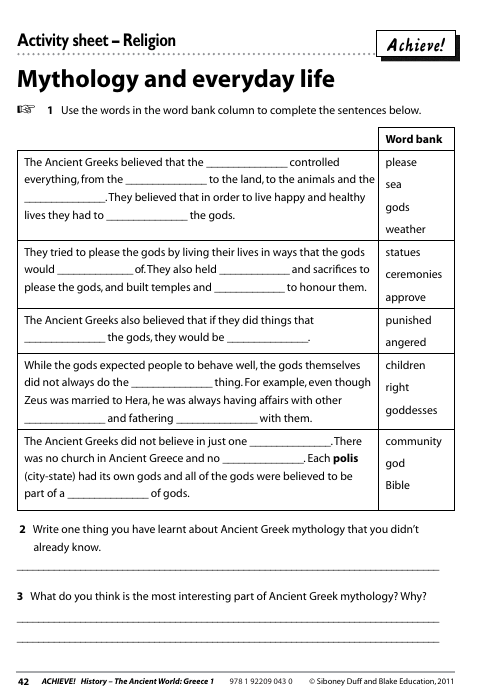 Activity sheet – Religion
Achieve!
Mythology and everyday life
☞ 1 Use the words in the word bank column to complete the sentences below.
Word bank
The Ancient Greeks believed that the ______________ controlled
everything, from the ______________ to the land, to the animals and the
______________. They believed that in order to live happy and healthy
lives they had to ______________ the gods.
please
sea
gods
weather
They tried to please the gods by living their lives in ways that the gods
would _____________ of. They also held ____________ and sacrifices to
please the gods, and built temples and ____________ to honour them.
statues
ceremonies
approve
The Ancient Greeks also believed that if they did things that
______________ the gods, they would be ______________.
punished
angered
While the gods expected people to behave well, the gods themselves
did not always do the ______________ thing. For example, even though
Zeus was married to Hera, he was always having affairs with other
______________ and fathering ______________ with them.
children
right
goddesses
The Ancient Greeks did not believe in just one ______________. There
was no church in Ancient Greece and no ______________. Each polis
(city-state) had its own gods and all of the gods were believed to be
part of a ______________ of gods.
community
god
Bible
2 Write one thing you have learnt about Ancient Greek mythology that you didn't
already know.
3 What do you think is the most interesting part of Ancient Greek mythology? Why?
42 ACHIEVE! History – The Ancient World: Greece 1 978 1 92209 043 0 © Siboney Duff and Blake Education, 2011